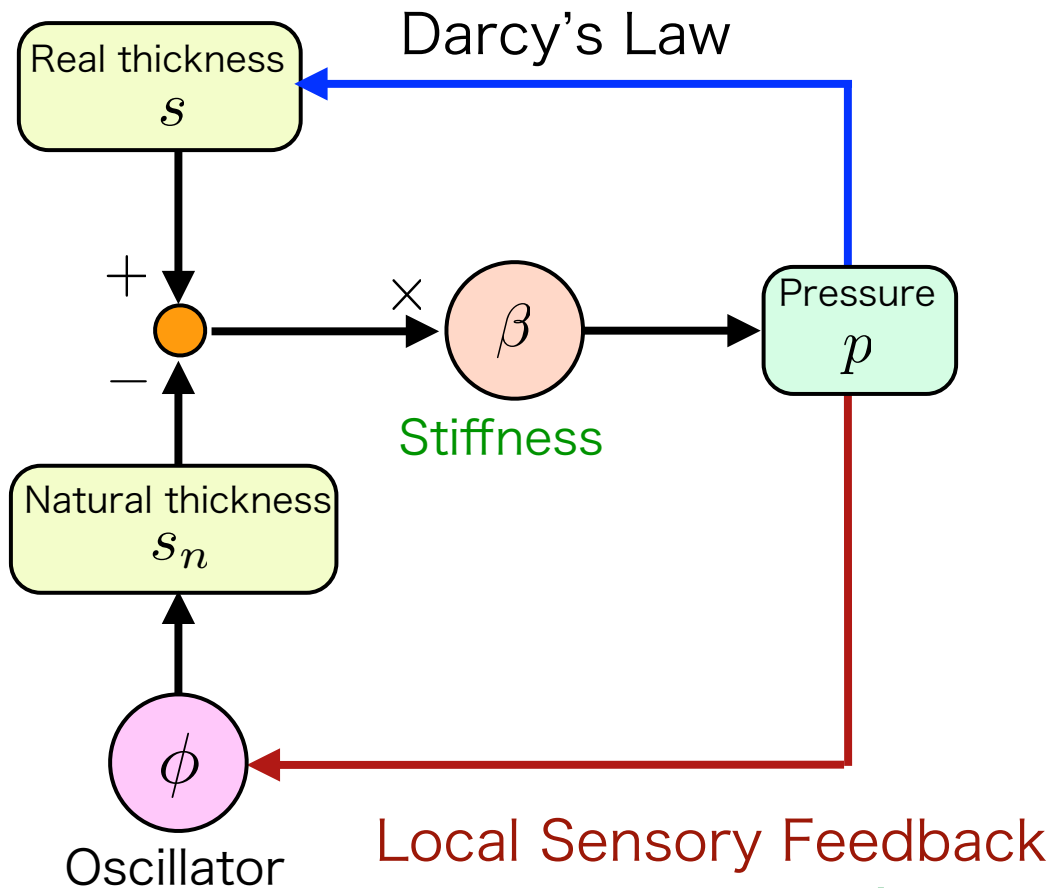 Darcy’s Law
Real thickness
s
+
×
Pressure
p
β
−
Stiffness
Natural thickness
sₙ
ϕ
Local Sensory Feedback
Oscillator